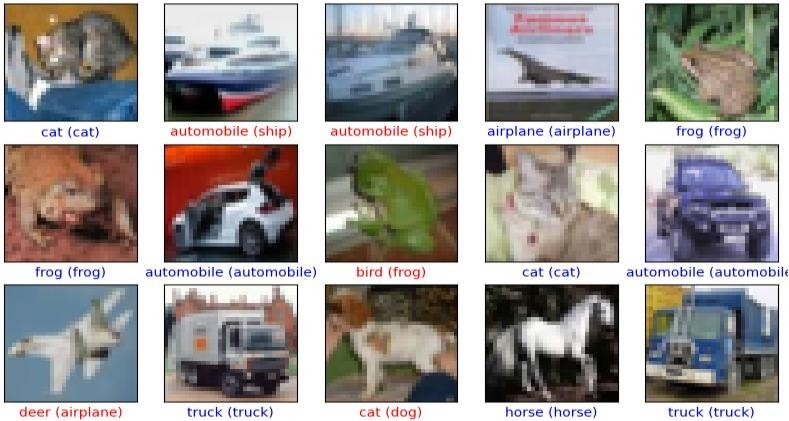 cat (cat)
automobile (ship)
automobile (ship)
airplane (airplane)
frog (frog)
frog (frog)
automobile (automobile)
bird (frog)
cat (cat)
automobile (automobile
deer (airplane)
truck (truck)
cat (dog)
horse (horse)
truck (truck)